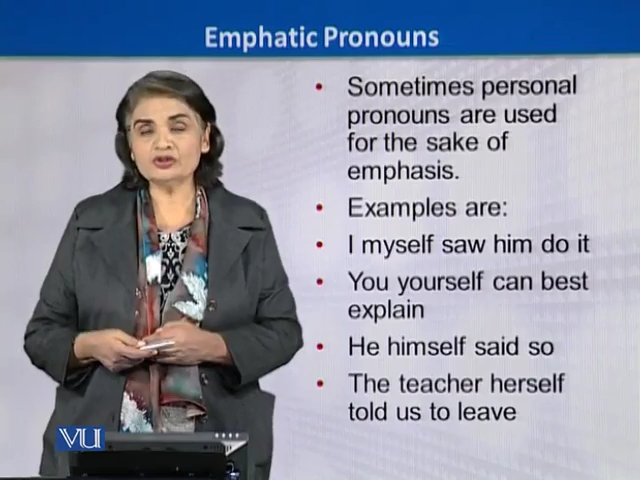 Emphatic Pronouns
• Sometimes personal
pronouns are used
for the sake of
emphasis.
• Examples are:
• I myself saw him do it
• You yourself can best
explain
• He himself said so
• The teacher herself
told us to leave
VU